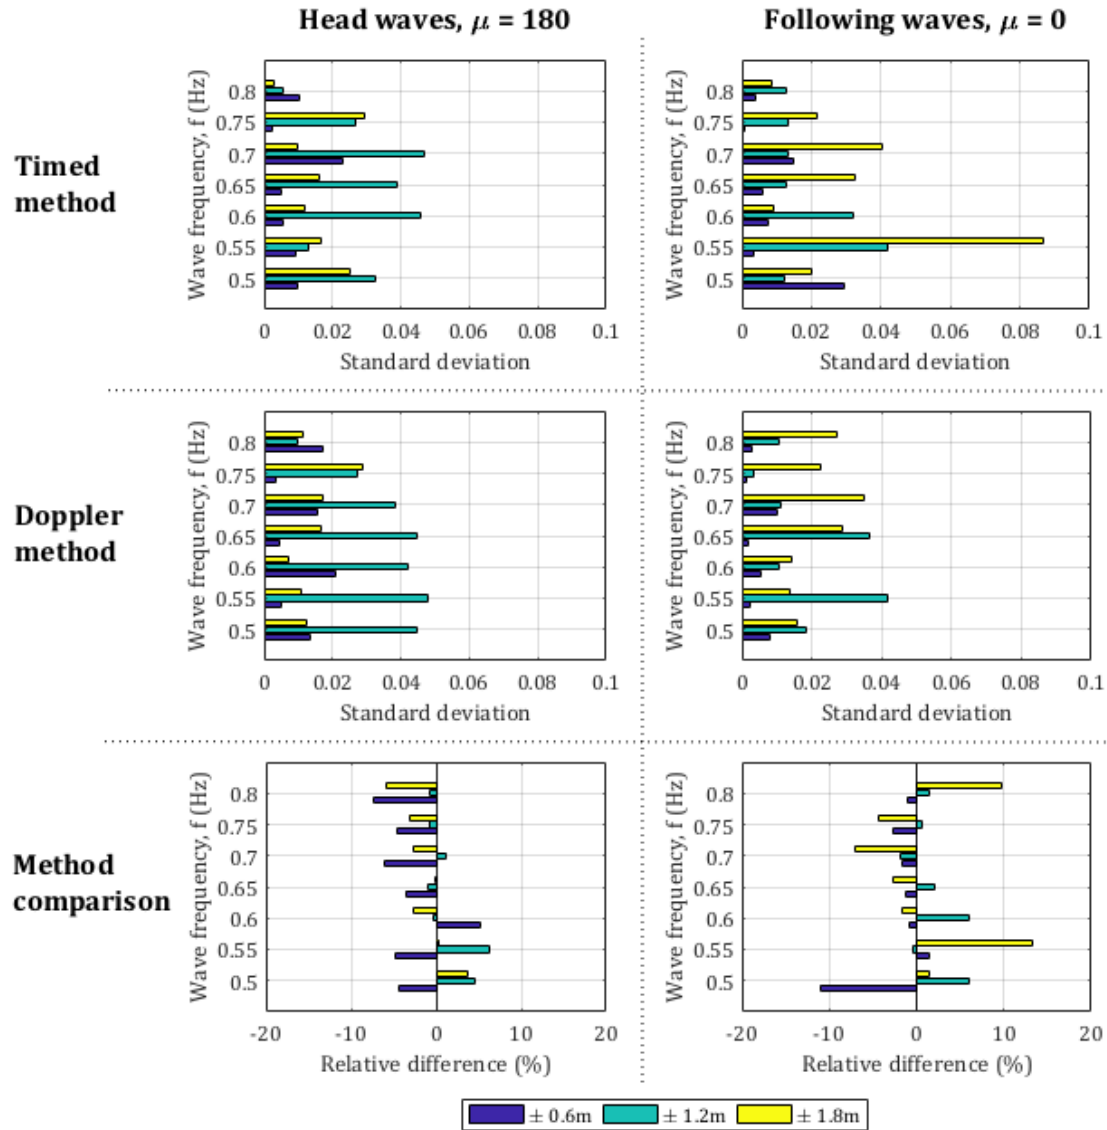 Head waves, μ = 180
Following waves, μ = 0
Timed
method
Wave frequency, f (Hz)
0.8
0.75
0.7
0.65
0.6
0.55
0.5
0 0.02 0.04 0.06 0.08 0.1
Standard deviation
Wave frequency, f (Hz)
0.8
0.75
0.7
0.65
0.6
0.55
0.5
0 0.02 0.04 0.06 0.08 0.1
Standard deviation
Doppler
method
Wave frequency, f (Hz)
0.8
0.75
0.7
0.65
0.6
0.55
0.5
0 0.02 0.04 0.06 0.08 0.1
Standard deviation
Wave frequency, f (Hz)
0.8
0.75
0.7
0.65
0.6
0.55
0.5
0 0.02 0.04 0.06 0.08 0.1
Standard deviation
Method
comparison
Wave frequency, f (Hz)
0.8
0.75
0.7
0.65
0.6
0.55
0.5
-20 -10 0 10 20
Relative difference (%)
Wave frequency, f (Hz)
0.8
0.75
0.7
0.65
0.6
0.55
0.5
-20 -10 0 10 20
Relative difference (%)
± 0.6m ± 1.2m ± 1.8m